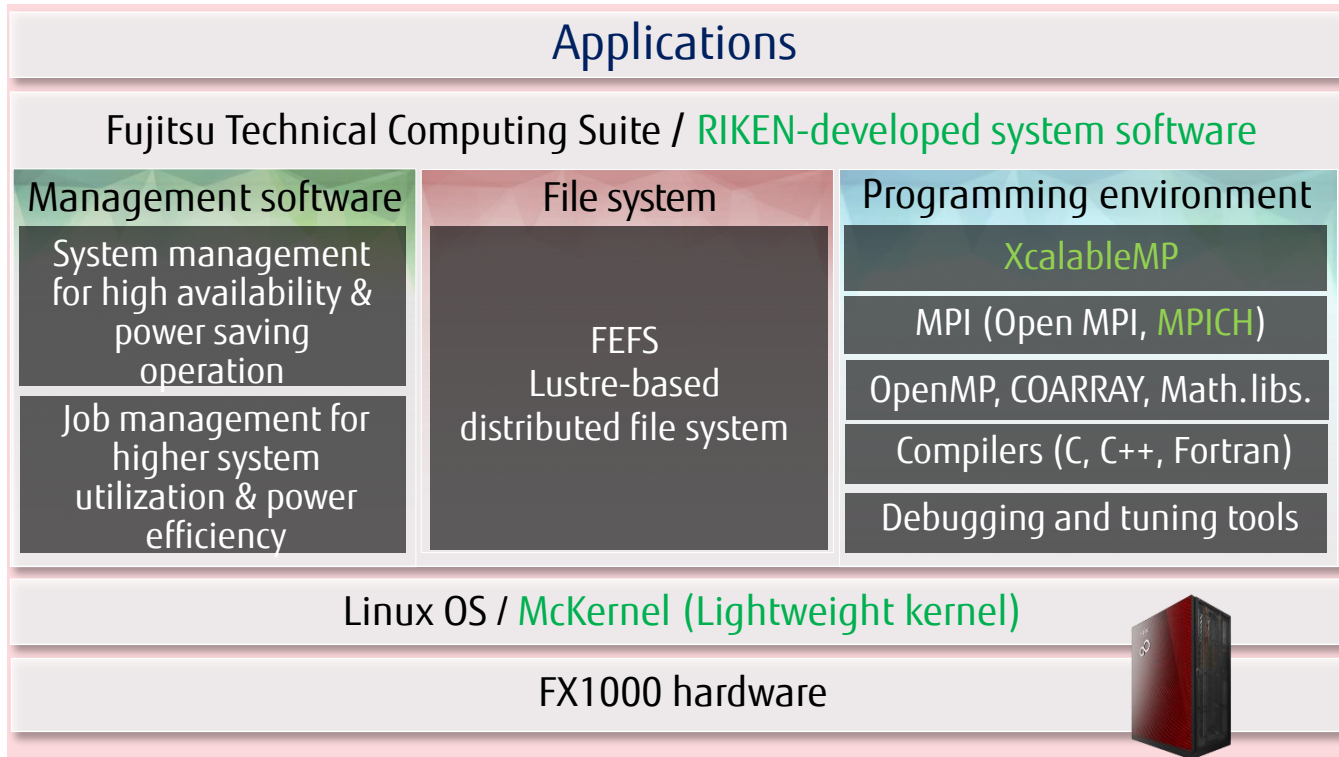 Applications
Fujitsu Technical Computing Suite / RIKEN-developed system software
Management software
System management
for high availability &
power saving
operation
Job management for
higher system
utilization & power
efficiency
File system
FEFS
Lustre-based
distributed file system
Programming environment
XcalableMP
MPI (Open MPI, MPICH)
OpenMP, COARRAY, Math.libs.
Compilers (C, C++, Fortran)
Debugging and tuning tools
Linux OS / McKernel (Lightweight kernel)
FX1000 hardware